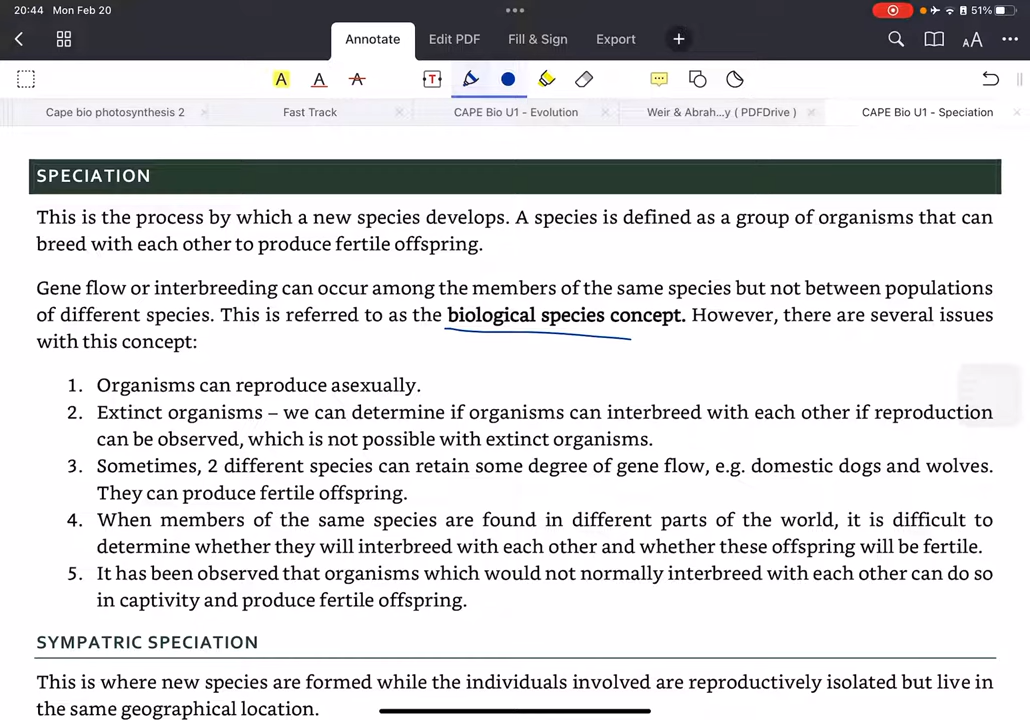 20:44 Mon Feb 20
51%
Annotate Edit PDF Fill & Sign Export
AA
A A A T
Cape bio photosynthesis 2 Fast Track CAPE Bio U1 - Evolution Weir & Abrah...y ( PDFDrive ) CAPE Bio U1 - Speciation
SPECIATION
This is the process by which a new species develops. A species is defined as a group of organisms that can
breed with each other to produce fertile offspring.
Gene flow or interbreeding can occur among the members of the same species but not between populations
of different species. This is referred to as the biological species concept. However, there are several issues
with this concept:
1. Organisms can reproduce asexually.
2. Extinct organisms – we can determine if organisms can interbreed with each other if reproduction
can be observed, which is not possible with extinct organisms.
3. Sometimes, 2 different species can retain some degree of gene flow, e.g. domestic dogs and wolves.
They can produce fertile offspring.
4. When members of the same species are found in different parts of the world, it is difficult to
determine whether they will interbreed with each other and whether these offspring will be fertile.
5. It has been observed that organisms which would not normally interbreed with each other can do so
in captivity and produce fertile offspring.
SYMPATRIC SPECIATION
This is where new species are formed while the individuals involved are reproductively isolated but live in
the same geographical location.